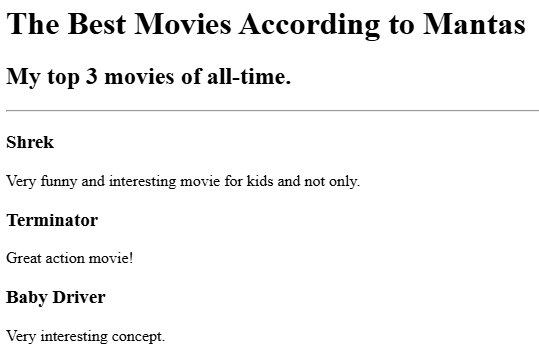 The Best Movies According to Mantas
My top 3 movies of all-time.
Shrek
Very funny and interesting movie for kids and not only.
Terminator
Great action movie!
Baby Driver
Very interesting concept.